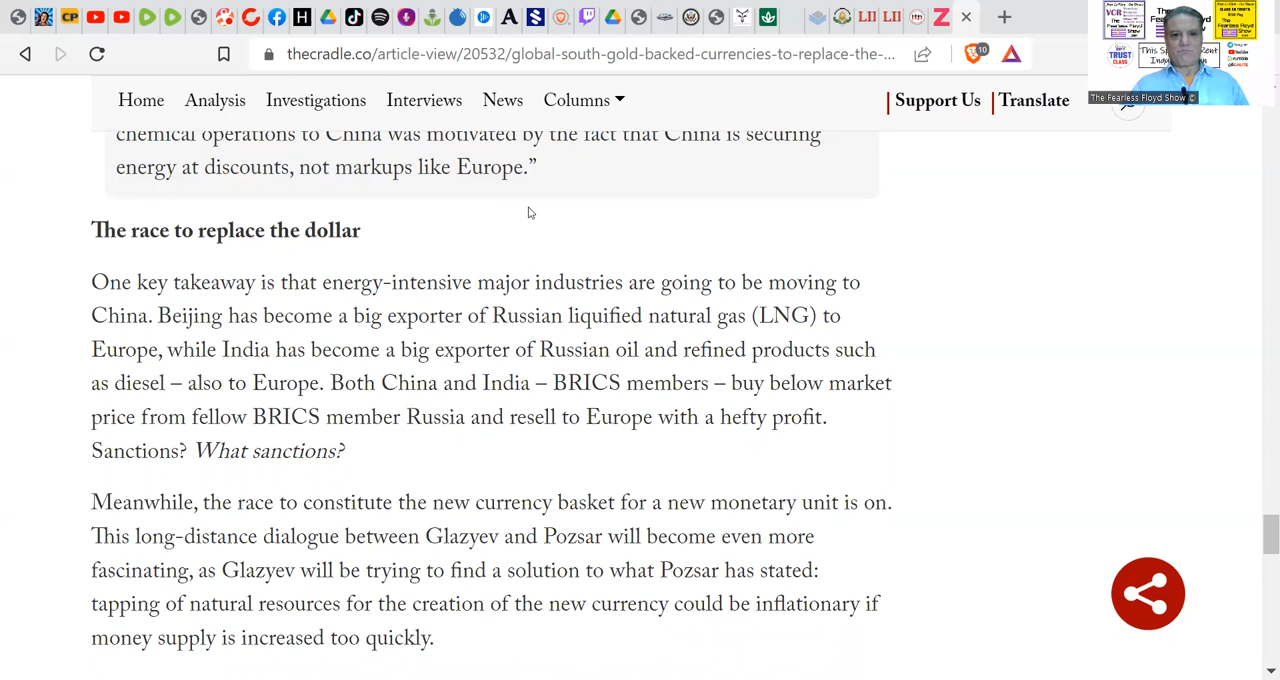 thecradle.co/article-view/20532/global-south-gold-backed-currencies-to-replace-the-...
10
The Fearless Floyd Show ©
Home Analysis Investigations Interviews News Columns Support Us Translate
chemical operations to China was motivated by the fact that China is securing
energy at discounts, not markups like Europe.”
The race to replace the dollar
One key takeaway is that energy-intensive major industries are going to be moving to
China. Beijing has become a big exporter of Russian liquified natural gas (LNG) to
Europe, while India has become a big exporter of Russian oil and refined products such
as diesel – also to Europe. Both China and India – BRICS members – buy below market
price from fellow BRICS member Russia and resell to Europe with a hefty profit.
Sanctions? What sanctions?
Meanwhile, the race to constitute the new currency basket for a new monetary unit is on.
This long-distance dialogue between Glazyev and Pozsar will become even more
fascinating, as Glazyev will be trying to find a solution to what Pozsar has stated:
tapping of natural resources for the creation of the new currency could be inflationary if
money supply is increased too quickly.